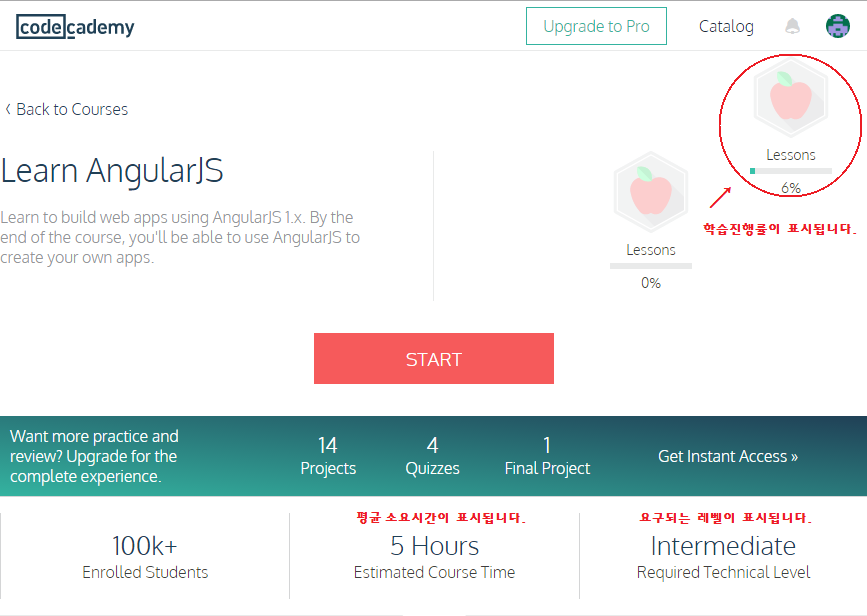 codecademy
Upgrade to Pro
Catalog
Back to Courses
Learn AngularJS
Learn to build web apps using AngularJS 1.x. By the
end of the course, you'll be able to use AngularJS to
create your own apps.
Lessons
0%
Lessons
6%
학습진행률이 표시됩니다.
START
Want more practice and
review? Upgrade for the
complete experience.
14
Projects
4
Quizzes
1
Final Project
Get Instant Access »
100k+
Enrolled Students
평균 소요시간이 표시됩니다.
5 Hours
Estimated Course Time
요구되는 레벨이 표시됩니다.
Intermediate
Required Technical Level